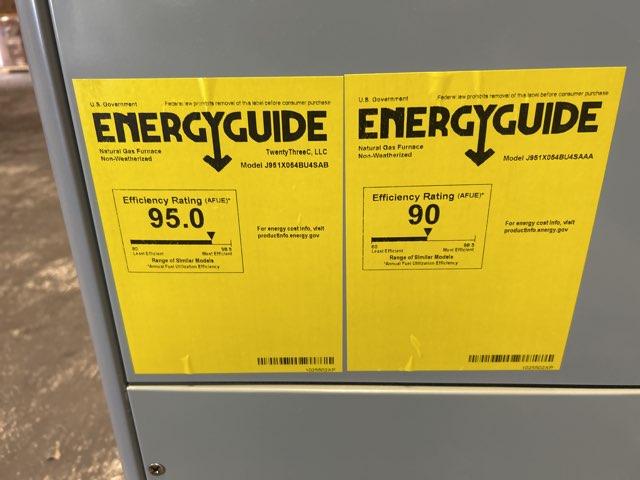 U.S. Government
Federal law prohibits removal of this label before consumer purchase
ENERGYGUIDE
Natural Gas Furnace
Non-Weatherized
TwentyThreeC, LLC
Model J951X054BU4SAB
Efficiency Rating (AFUE)*
95.0
80
98.5
Least Efficient
Most Efficient
Range of Similar Models
*Annual Fuel Utilization Efficiency
For energy cost info, visit
productinfo.energy.gov
U.S. Government
Federal law prohibits removal of this label before consumer purchase
ENERGYGUIDE
Natural Gas Furnace
Non-Weatherized
Model J951X054BU4SAAA
Efficiency Rating (AFUE)*
90
80
98.5
Least Efficient
Most Efficient
Range of Similar Models
*Annual Fuel Utilization Efficiency
For energy cost info, visit
productinfo.energy.gov